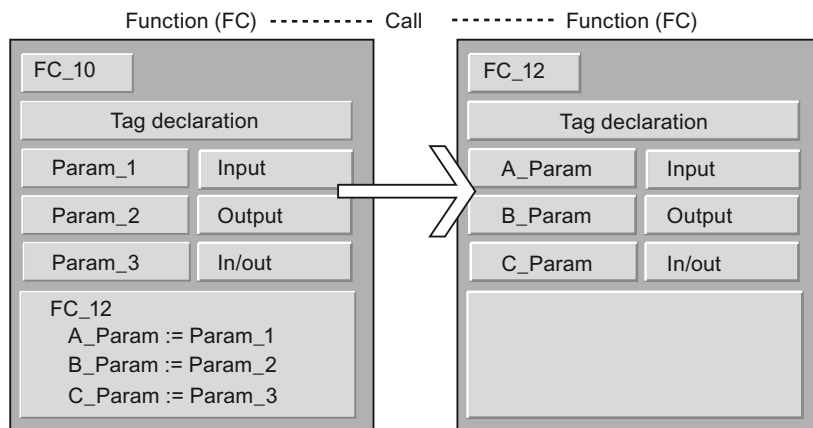 Function (FC) Call Function (FC)
FC_10
Tag declaration
Param_1 Input
Param_2 Output
Param_3 In/out
FC_12
A_Param := Param_1
B_Param := Param_2
C_Param := Param_3
FC_12
Tag declaration
A_Param Input
B_Param Output
C_Param In/out